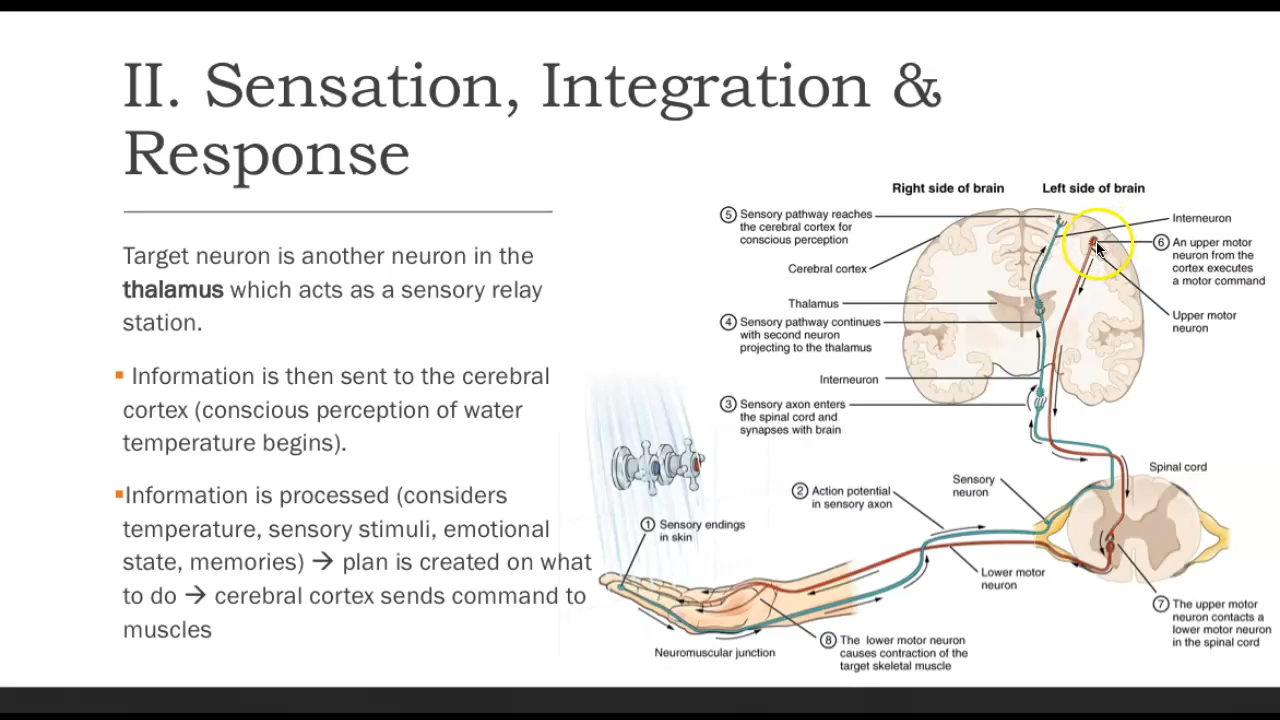 II. Sensation, Integration &
Response
Target neuron is another neuron in the
thalamus which acts as a sensory relay
station.
▪ Information is then sent to the cerebral
cortex (conscious perception of water
temperature begins).
▪Information is processed (considers
temperature, sensory stimuli, emotional
state, memories) → plan is created on what
to do → cerebral cortex sends command to
muscles
Right side of brain
Left side of brain
5 Sensory pathway reaches
the cerebral cortex for
conscious perception
Cerebral cortex
Thalamus
4 Sensory pathway continues
with second neuron
projecting to the thalamus
Interneuron
3 Sensory axon enters
the spinal cord and
synapses with brain
Interneuron
6 An upper motor
neuron from the
cortex executes
a motor command
Upper motor
neuron
Spinal cord
Sensory
neuron
2 Action potential
in sensory axon
1 Sensory endings
in skin
Lower motor
neuron
7 The upper motor
neuron contacts a
lower motor neuron
in the spinal cord
8 The lower motor neuron
causes contraction of the
target skeletal muscle
Neuromuscular junction